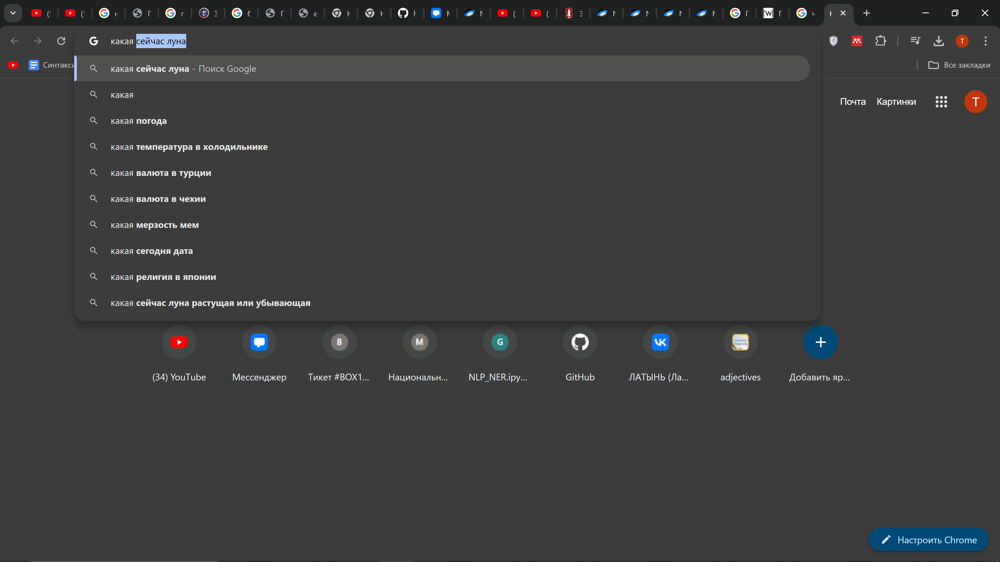 какая сейчас луна
Синтакси
Все закладки
какая сейчас луна - Поиск Google
какая
Почта Картинки
T
какая погода
какая температура в холодильнике
какая валюта в турции
какая валюта в чехии
какая мерзость мем
какая сегодня дата
какая религия в японии
какая сейчас луна растущая или убывающая
(34) YouTube
Мессенджер
Тикет #BOX1...
Националън...
NLP_NER.ipy...
GitHub
ЛАТЫНЬ (Ла...
adjectives
Добавить яр...
Настроить Chrome